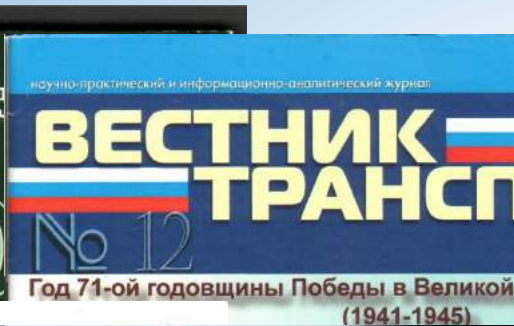 научно-практический и информационно-аналитический журнал
ВЕСТНИК
ТРАНСП
№ 12
Год 71-ой годовщины Победы в Великой
(1941-1945)